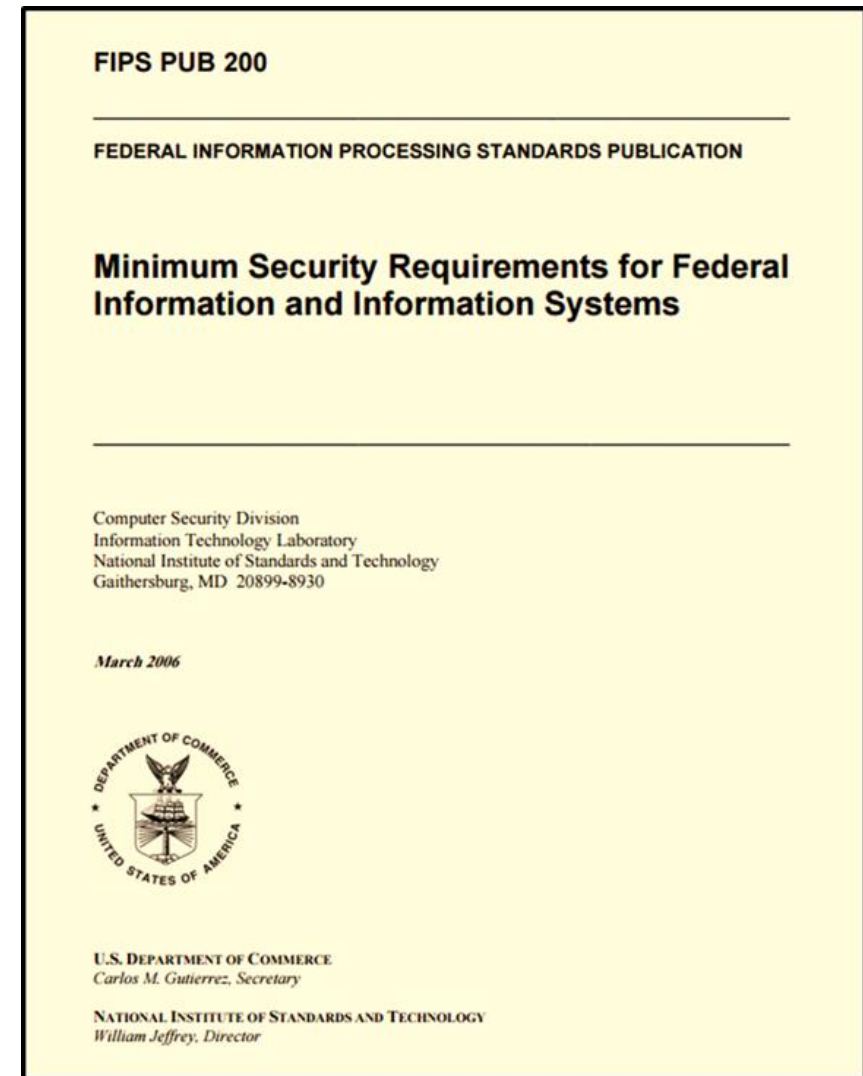 FIPS PUB 200
FEDERAL INFORMATION PROCESSING STANDARDS PUBLICATION
Minimum Security Requirements for Federal
Information and Information Systems
Computer Security Division
Information Technology Laboratory
National Institute of Standards and Technology
Gaithersburg, MD 20899-8930
March 2006
DEPARTMENT OF COMMERCE
UNITED STATES OF AMERICA
U.S. DEPARTMENT OF COMMERCE
Carlos M. Gutierrez, Secretary
NATIONAL INSTITUTE OF STANDARDS AND TECHNOLOGY
William Jeffrey, Director